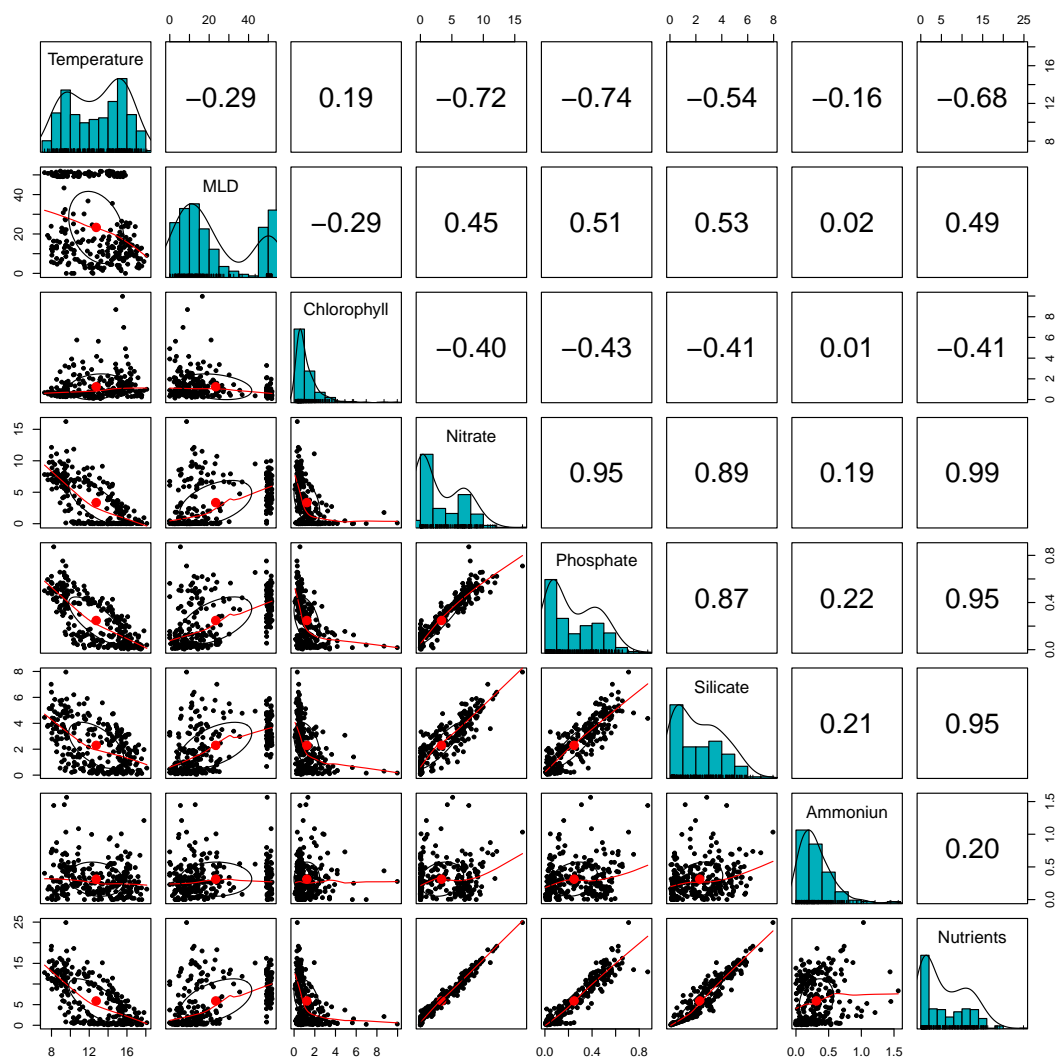 0 20 40 0 5 10 15 0 2 4 6 8 0 5 10 15 20 25
Temperature −0.29 0.19 −0.72 −0.74 −0.54 −0.16 −0.68 8 12 16
0 20 40 MLD −0.29 0.45 0.51 0.53 0.02 0.49
Chlorophyll −0.40 −0.43 −0.41 0.01 −0.41 0 2 4 6 8 10
0 5 10 15 Nitrate 0.95 0.89 0.19 0.99
Phosphate 0.87 0.22 0.95 0.0 0.4 0.8
0 2 4 6 8 Silicate 0.21 0.95
Ammoniun 0.20 0.0 0.5 1.0 1.5
0 5 15 25 Nutrients
8 12 16 0 2 4 6 8 10 0.0 0.4 0.8 0.0 0.5 1.0 1.5